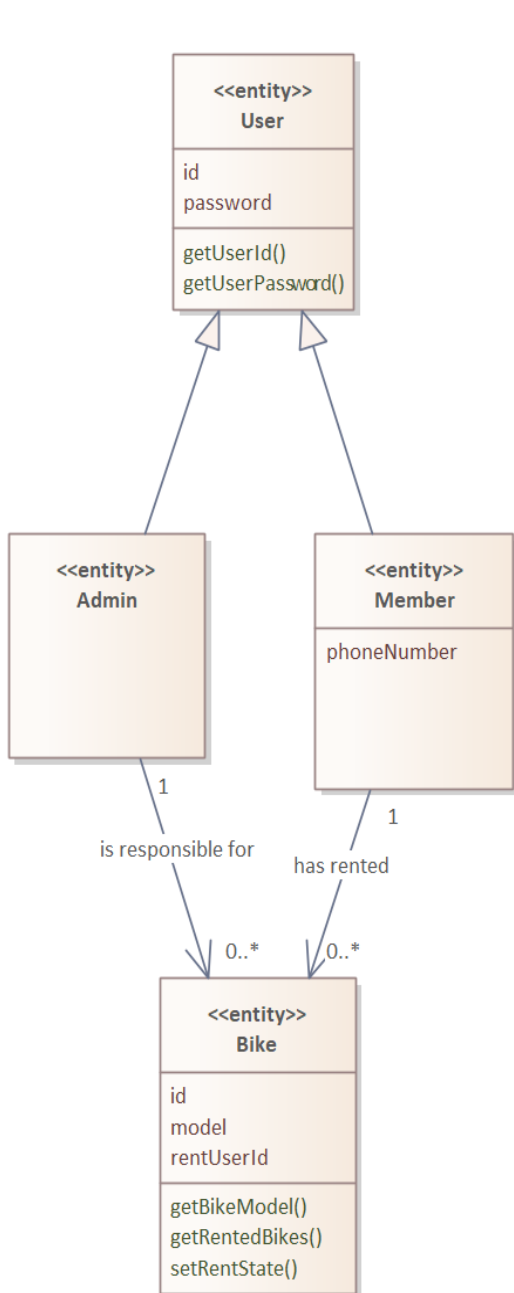 <<entity>>
User
id
password
getUserId()
getUserPassword()
<<entity>>
Admin
<<entity>>
Member
phoneNumber
1
1
is responsible for
has rented
0..*
0..*
<<entity>>
Bike
id
model
rentUserId
getBikeModel()
getRentedBikes()
setRentState()